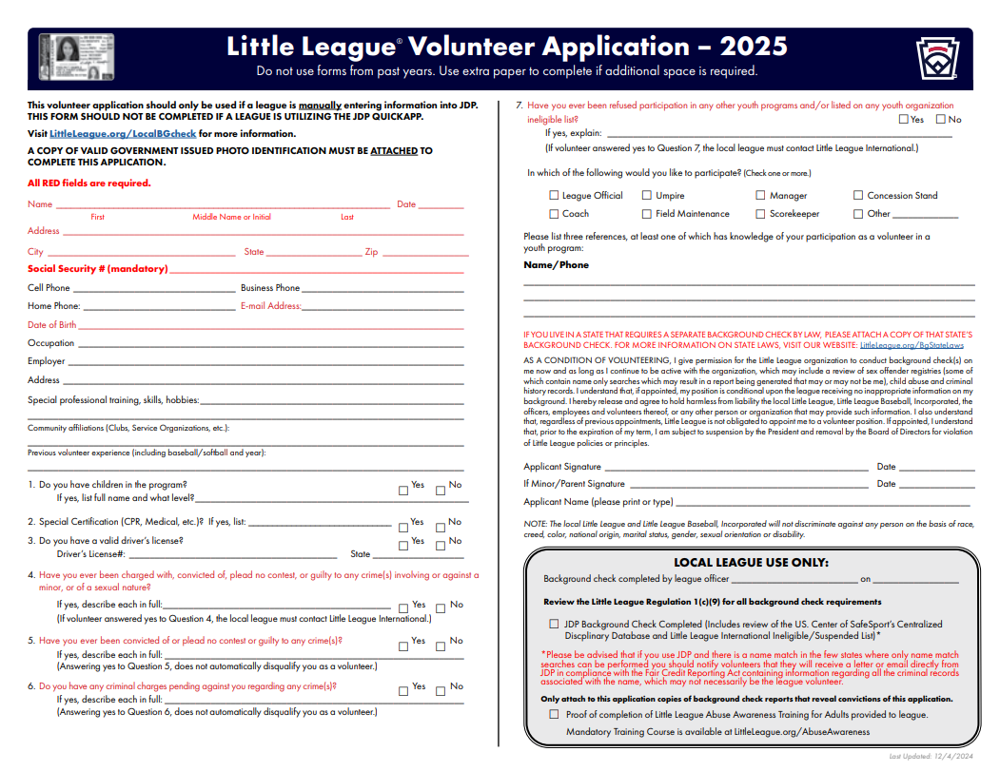 Little League® Volunteer Application – 2025
Do not use forms from past years. Use extra paper to complete if additional space is required.
This volunteer application should only be used if a league is manually entering information into JDP.
THIS FORM SHOULD NOT BE COMPLETED IF A LEAGUE IS UTILIZING THE JDP QUICKAPP.
Visit LittleLeague.org/LocalBGcheck for more information.
A COPY OF VALID GOVERNMENT ISSUED PHOTO IDENTIFICATION MUST BE ATTACHED TO
COMPLETE THIS APPLICATION.
All RED fields are required.
Name Date
First Middle Name or Initial Last
Address
City State Zip
Social Security # (mandatory)
Cell Phone Business Phone
Home Phone: E-mail Address:
Date of Birth
Occupation
Employer
Address
Special professional training, skills, hobbies:
Community affiliations (Clubs, Service Organizations, etc.):
Previous volunteer experience (including baseball/softball and year):
1. Do you have children in the program? Yes No
If yes, list full name and what level?
2. Special Certification (CPR, Medical, etc.)? If yes, list: Yes No
3. Do you have a valid driver's license? Yes No
Driver's License#: State
4. Have you ever been charged with, convicted of, plead no contest, or guilty to any crime(s) involving or against a
minor, or of a sexual nature?
If yes, describe each in full: Yes No
(If volunteer answered yes to Question 4, the local league must contact Little League International.)
5. Have you ever been convicted of or plead no contest or guilty to any crime(s)? Yes No
If yes, describe each in full:
(Answering yes to Question 5, does not automatically disqualify you as a volunteer.)
6. Do you have any criminal charges pending against you regarding any crime(s)? Yes No
If yes, describe each in full:
(Answering yes to Question 6, does not automatically disqualify you as a volunteer.)
7. Have you ever been refused participation in any other youth programs and/or listed on any youth organization
ineligible list? Yes No
If yes, explain:
(If volunteer answered yes to Question 7, the local league must contact Little League International.)
In which of the following would you like to participate? (Check one or more.)
League Official Umpire Manager Concession Stand
Coach Field Maintenance Scorekeeper Other
Please list three references, at least one of which has knowledge of your participation as a volunteer in a
youth program:
Name/Phone
IF YOU LIVE IN A STATE THAT REQUIRES A SEPARATE BACKGROUND CHECK BY LAW, PLEASE ATTACH A COPY OF THAT STATE'S
BACKGROUND CHECK. FOR MORE INFORMATION ON STATE LAWS, VISIT OUR WEBSITE: LittleLeague.org/BgStateLaws
AS A CONDITION OF VOLUNTEERING, I give permission for the Little League organization to conduct background check(s) on
me now and as long as I continue to be active with the organization, which may include a review of sex offender registries (some of
which contain name only searches which may result in a report being generated that may or may not be me), child abuse and criminal
history records. I understand that, if appointed, my position is conditional upon the league receiving no inappropriate information on my
background. I hereby release and agree to hold harmless from liability the local Little League, Little League Baseball, Incorporated, the
officers, employees and volunteers thereof, or any other person or organization that may provide such information. I also understand
that, regardless of previous appointments, Little League is not obligated to appoint me to a volunteer position. If appointed, I understand
that, prior to the expiration of my term, I am subject to suspension by the President and removal by the Board of Directors for violation
of Little League policies or principles.
Applicant Signature Date
If Minor/Parent Signature Date
Applicant Name (please print or type)
NOTE: The local Little League and Little League Baseball, Incorporated will not discriminate against any person on the basis of race,
creed, color, national origin, marital status, gender, sexual orientation or disability.
LOCAL LEAGUE USE ONLY:
Background check completed by league officer on
Review the Little League Regulation 1(c)(9) for all background check requirements
JDP Background Check Completed (Includes review of the US. Center of SafeSport's Centralized
Discplinary Database and Little League International Ineligible/Suspended List)*
*Please be advised that if you use JDP and there is a name match in the few states where only name match
searches can be performed you should notify volunteers that they will receive a letter or email directly from
JDP in compliance with the Fair Credit Reporting Act containing information regarding all the criminal records
associated with the name, which may not necessarily be the league volunteer.
Only attach to this application copies of background check reports that reveal convictions of this application.
Proof of completion of Little League Abuse Awareness Training for Adults provided to league.
Mandatory Training Course is available at LittleLeague.org/AbuseAwareness
Last Updated: 12/4/2024